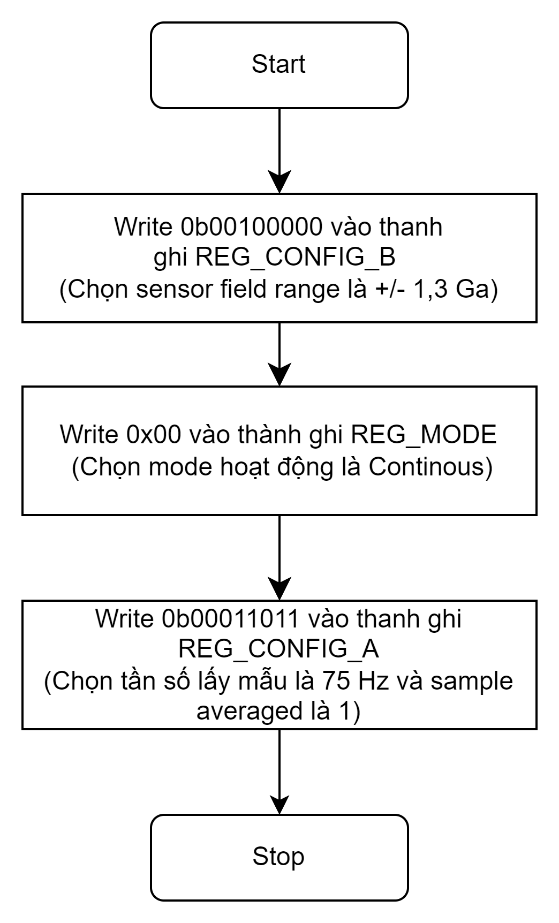 Start
Write 0b00100000 vào thanh
ghi REG_CONFIG_B
(Chọn sensor field range là +/- 1,3 Ga)
Write 0x00 vào thành ghi REG_MODE
(Chọn mode hoạt động là Continous)
Write 0b00011011 vào thanh ghi
REG_CONFIG_A
(Chọn tần số lấy mẫu là 75 Hz và sample
averaged là 1)
Stop